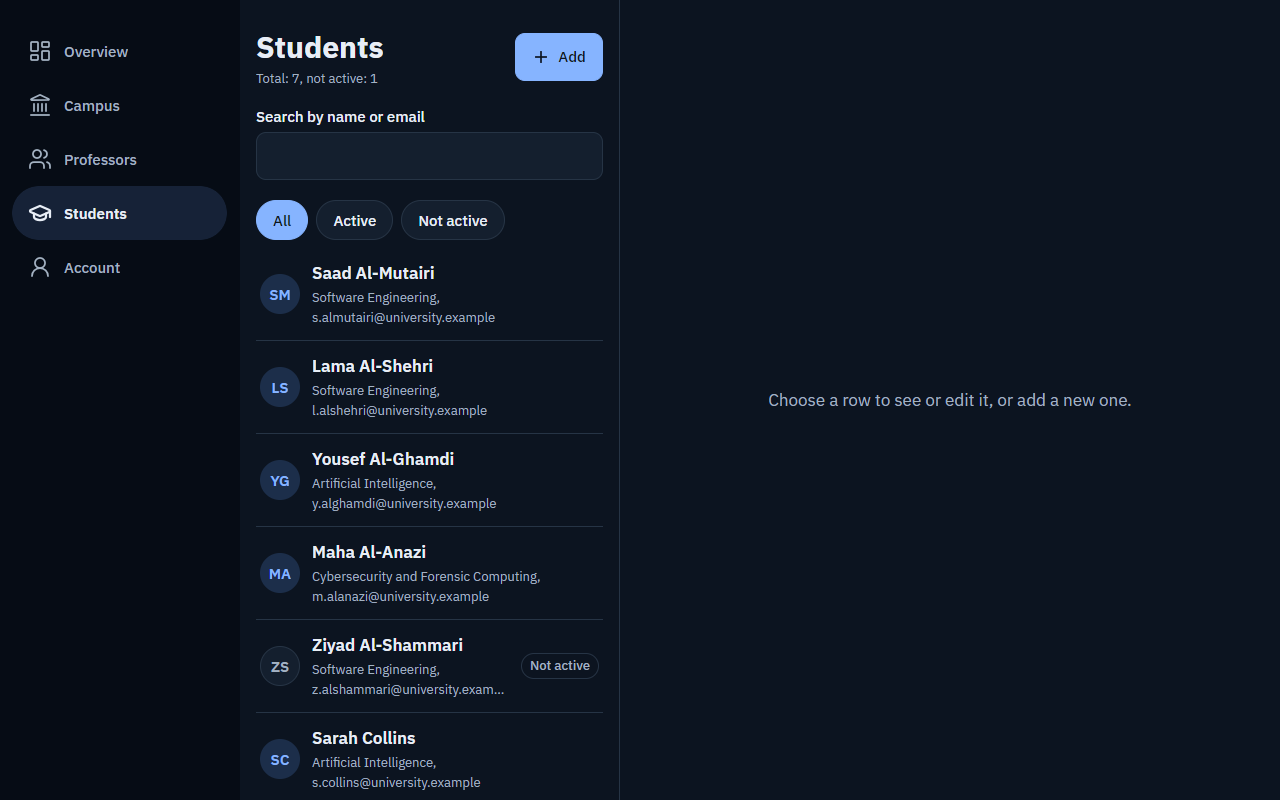 Overview
Campus
Professors
Students
Account
Students
Total: 7, not active: 1
Add
Search by name or email
All
Active
Not active
SM
Saad Al-Mutairi
Software Engineering,
s.almutairi@university.example
LS
Lama Al-Shehri
Software Engineering,
l.alshehri@university.example
YG
Yousef Al-Ghamdi
Artificial Intelligence,
y.alghamdi@university.example
MA
Maha Al-Anazi
Cybersecurity and Forensic Computing,
m.alanazi@university.example
ZS
Ziyad Al-Shammari
Software Engineering,
z.alshammari@university.exam...
Not active
SC
Sarah Collins
Artificial Intelligence,
s.collins@university.example
Choose a row to see or edit it, or add a new one.